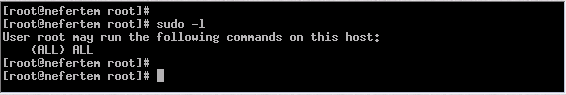 [root@nefertem root]#
[root@nefertem root]# sudo -l
User root may run the following commands on this host:
    (ALL) ALL
[root@nefertem root]#
[root@nefertem root]#